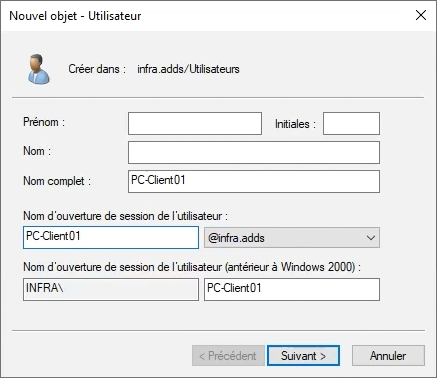 Nouvel objet - Utilisateur
Créer dans : infra.adds/Utilisateurs
Prénom : Initiales :
Nom :
Nom complet : PC-Client01
Nom d'ouverture de session de l'utilisateur :
PC-Client01 @infra.adds
Nom d'ouverture de session de l'utilisateur (antérieur à Windows 2000) :
INFRA\ PC-Client01
< Précédent Suivant > Annuler